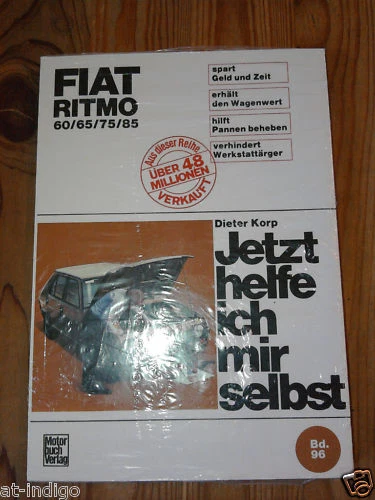 FIAT
RITMO
60/65/75/85
spart
Geld und Zeit
erhält
den Wagenwert
hilft
Pannen beheben
verhindert
Werkstattärger
Aus dieser Reihe
ÜBER 48
MILLIONEN
VERKAUFT
Dieter Korp
Jetzt
helfe
ich
mir
selbst
Motor
buch
Verlag
Bd.
96
at-indigo